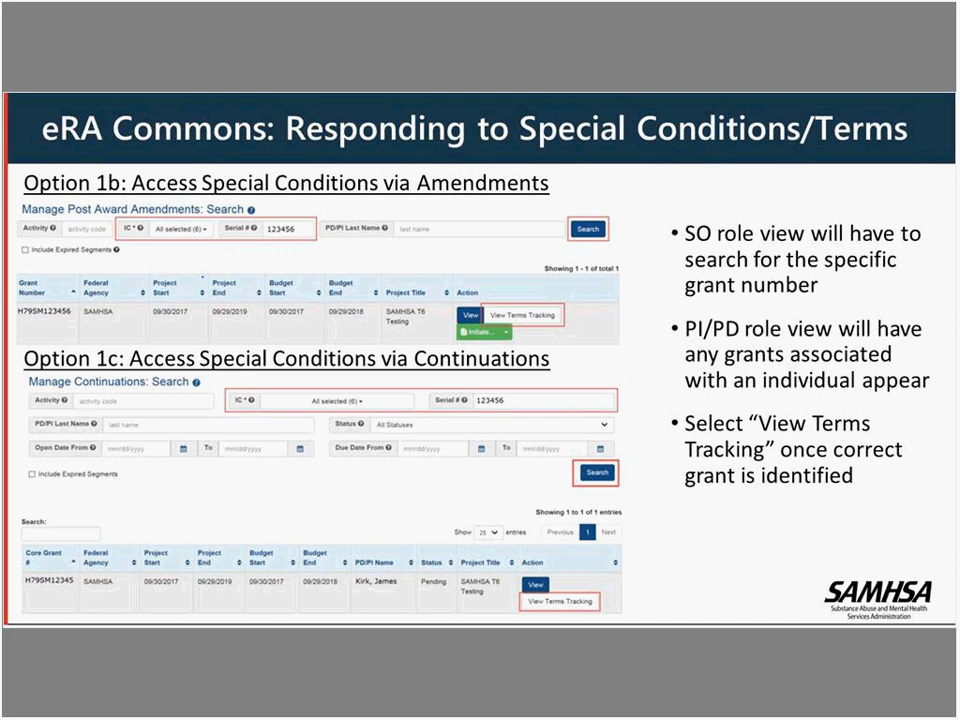 eRA Commons: Responding to Special Conditions/Terms
Option 1b: Access Special Conditions via Amendments
Manage Post Award Amendments: Search
Activity activity code IC * All selected (6) Serial # 123456 PD/PI Last Name last name Search
Include Expired Segments
Showing 1 - 1 of total 1
Grant Number Federal Agency Project Start Project End Budget Start Budget End Project Title Action
H79SM123456 SAMHSA 09/30/2017 09/29/2019 09/30/2017 09/29/2018 SAMHSA T6 Testing View View Terms Tracking
Initiate...
Option 1c: Access Special Conditions via Continuations
Manage Continuations: Search
Activity activity code IC * All selected (6) Serial # 123456
PD/PI Last Name last name Status All Statuses
Open Date From mm/dd/yyyy To mm/dd/yyyy Due Date From mm/dd/yyyy To mm/dd/yyyy
Include Expired Segments
Search
Showing 1 to 1 of 1 entries
Search:
Show 25 entries Previous 1 Next
Core Grant # Federal Agency Project Start Project End Budget Start Budget End PD/PI Name Status Project Title Action
H79SM12345 SAMHSA 09/30/2017 09/29/2019 09/30/2017 09/29/2018 Kirk, James Pending SAMHSA T6 Testing View
View Terms Tracking
• SO role view will have to
search for the specific
grant number
• PI/PD role view will have
any grants associated
with an individual appear
• Select “View Terms
Tracking” once correct
grant is identified
SAMHSA
Substance Abuse and Mental Health
Services Administration